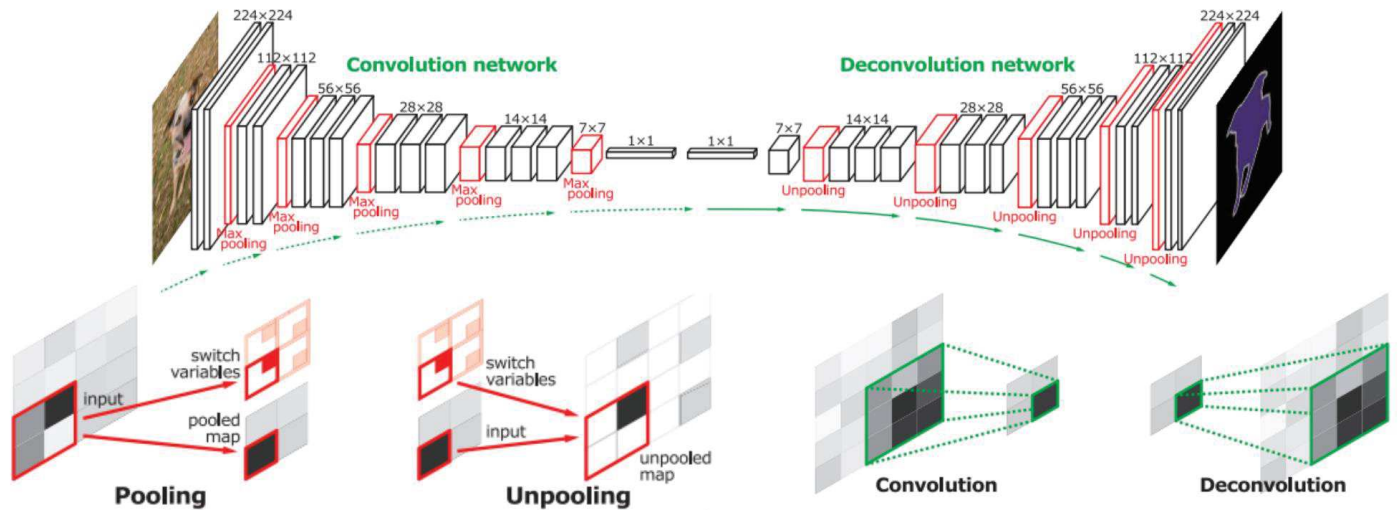 224×224
112×112
56×56
28×28
14×14
7×7
1×1
1×1
7×7
14×14
28×28
56×56
112×112
224×224
Convolution network
Deconvolution network
Max
pooling
Max
pooling
Max
pooling
Max
pooling
Max
pooling
Unpooling
Unpooling
Unpooling
Unpooling
Unpooling
switch
variables
input
pooled
map
Pooling
switch
variables
input
unpooled
map
Unpooling
Convolution
Deconvolution